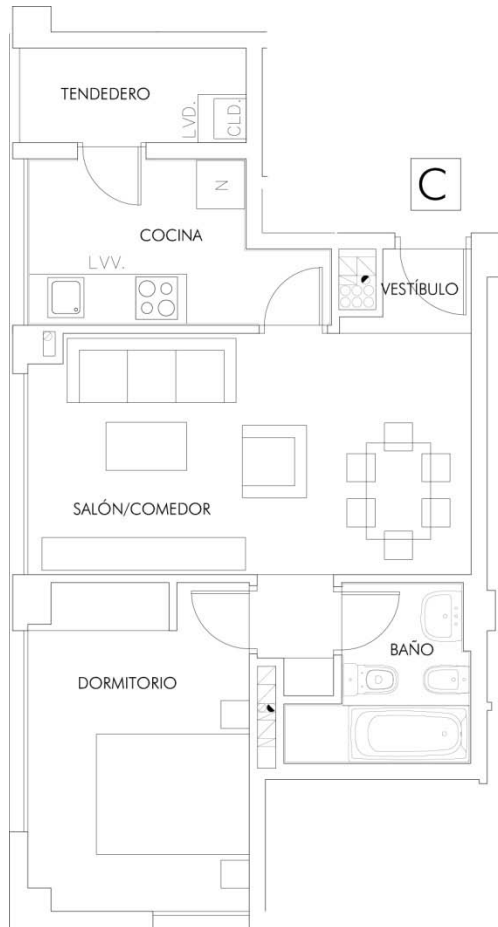 TENDEDERO
LVD.
CLD.
C
N
COCINA
LVV.
VESTÍBULO
SALÓN/COMEDOR
BAÑO
DORMITORIO